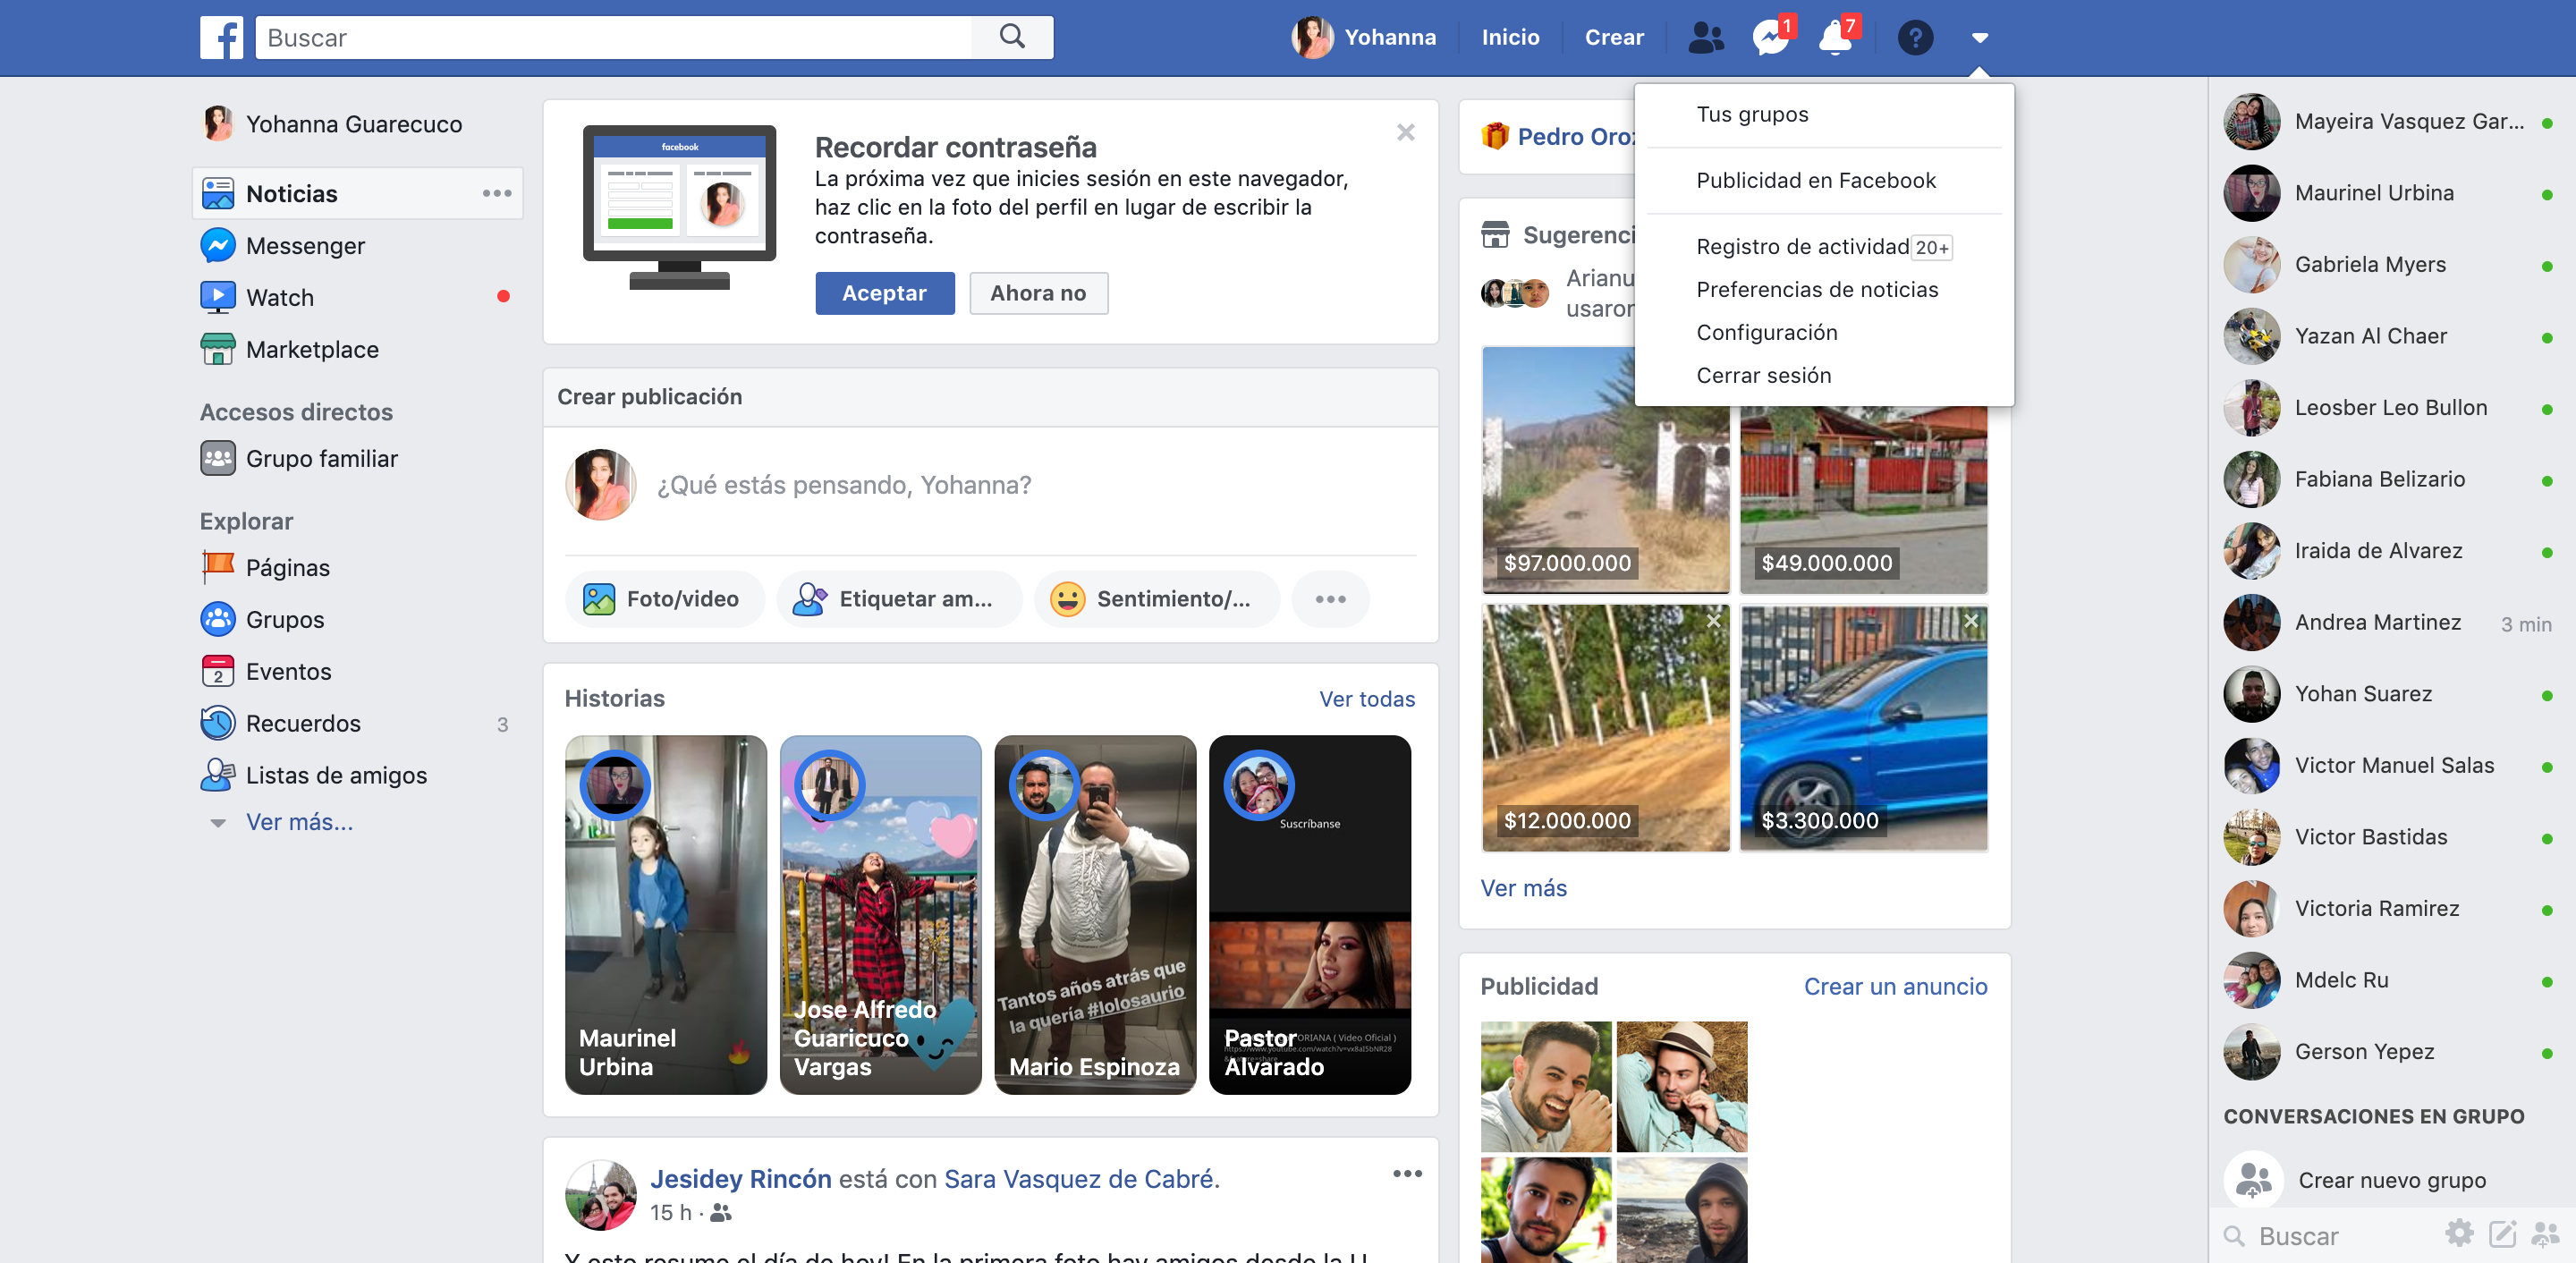 Buscar
Yohanna
Inicio
Crear
1
7
?
Yohanna Guarecuco
Noticias
Messenger
Watch
Marketplace
Accesos directos
Grupo familiar
Explorar
Páginas
Grupos
2
Eventos
Recuerdos 3
Listas de amigos
Ver más...
facebook
Recordar contraseña
La próxima vez que inicies sesión en este navegador,
haz clic en la foto del perfil en lugar de escribir la
contraseña.
Aceptar
Ahora no
Crear publicación
¿Qué estás pensando, Yohanna?
Foto/video
Etiquetar am...
Sentimiento/...
Historias
Ver todas
Maurinel
Urbina
Jose Alfredo
Guaricuco
Vargas
Tantos años atrás que
la quería #lolosaurio
Mario Espinoza
Suscríbanse
ORIANA ( Video Oficial )
Pastor
Alvarado
Jesidey Rincón está con Sara Vasquez de Cabré.
15 h ·
Y esto resume el día de hoy! En la primera foto hay amigos desde la U
Pedro Oroz
Sugerenci
Arianu
usaron
Tus grupos
Publicidad en Facebook
Registro de actividad 20+
Preferencias de noticias
Configuración
Cerrar sesión
$97.000.000
$49.000.000
$12.000.000
$3.300.000
Ver más
Publicidad
Crear un anuncio
Mayeira Vasquez Gar...
Maurinel Urbina
Gabriela Myers
Yazan Al Chaer
Leosber Leo Bullon
Fabiana Belizario
Iraida de Alvarez
Andrea Martinez 3 min
Yohan Suarez
Victor Manuel Salas
Victor Bastidas
Victoria Ramirez
Mdelc Ru
Gerson Yepez
CONVERSACIONES EN GRUPO
Crear nuevo grupo
Buscar